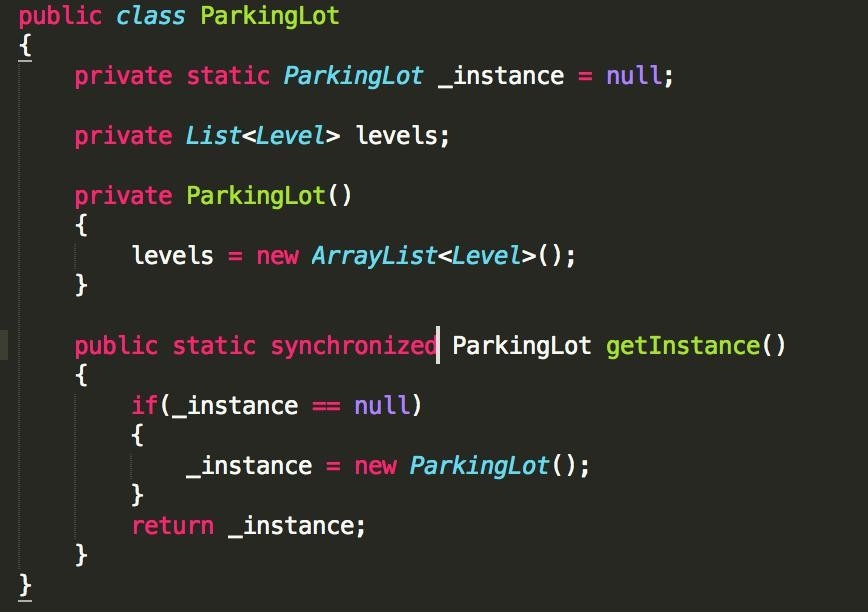 public class ParkingLot
{
    private static ParkingLot _instance = null;
    private List<Level> levels;
    private ParkingLot()
    {
        levels = new ArrayList<Level>();
    }
    public static synchronized ParkingLot getInstance()
    {
        if(_instance == null)
        {
            _instance = new ParkingLot();
        }
        return _instance;
    }
}